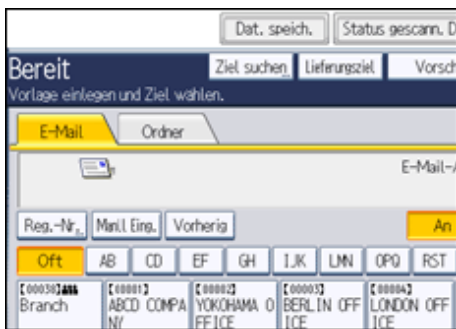 Dat. speich. Status gescann. D
Bereit Ziel suchen Lieferungsziel Vorsch
Vorlage einlegen und Ziel wählen.
E-Mail Ordner
E-Mail-A
Reg.-Nr. Manll Eing. Vorherig An
Oft AB CD EF GH IJK LMN OPQ RST
[00038] [00001] [00002] [00003] [00004]
Branch ABCD COMPA YOKOHAMA O BERLIN OFF LONDON OFF
NY FFICE ICE ICE